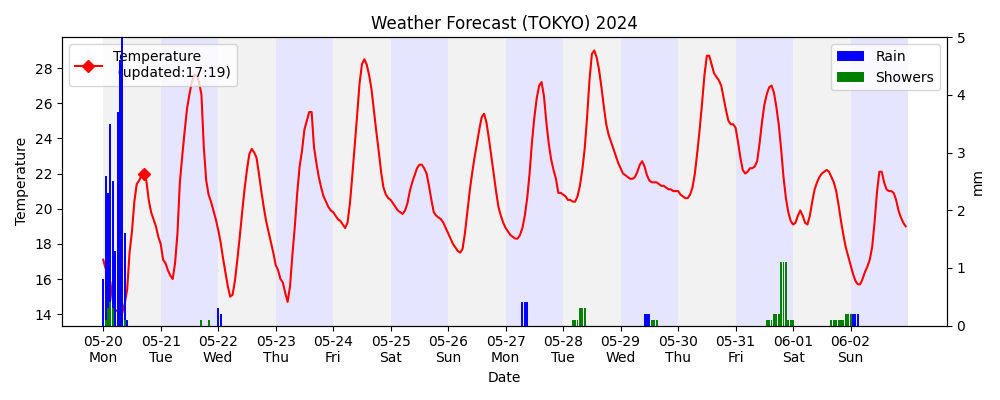 Weather Forecast (TOKYO) 2024
Temperature
(updated:17:19)
Rain
Showers
Temperature
28
26
24
22
20
18
16
14
5
4
3
2
1
0
mm
05-20 05-21 05-22 05-23 05-24 05-25 05-26 05-27 05-28 05-29 05-30 05-31 06-01 06-02
Mon Tue Wed Thu Fri Sat Sun Mon Tue Wed Thu Fri Sat Sun
Date